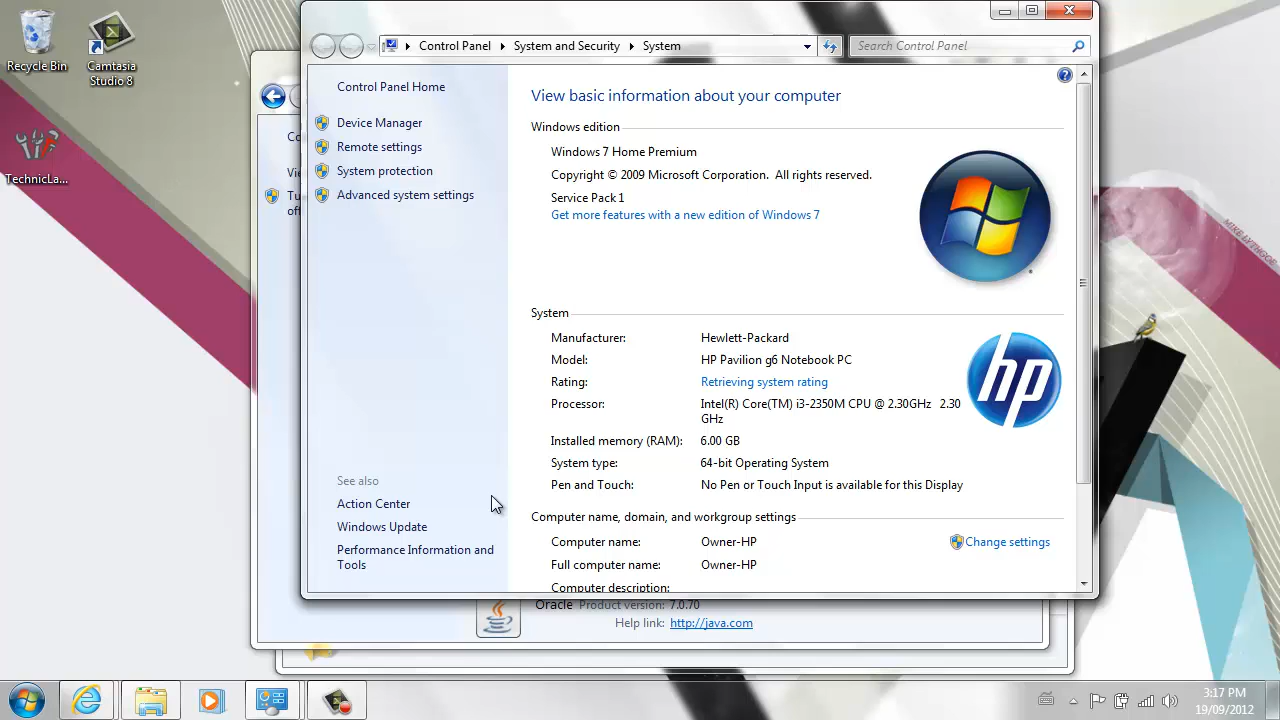 Recycle Bin
Camtasia
Studio 8
TechnicLa...
Control Panel
System and Security
System
Search Control Panel
Control Panel Home
Device Manager
Remote settings
System protection
Advanced system settings
See also
Action Center
Windows Update
Performance Information and
Tools
View basic information about your computer
Windows edition
Windows 7 Home Premium
Copyright © 2009 Microsoft Corporation. All rights reserved.
Service Pack 1
Get more features with a new edition of Windows 7
System
Manufacturer: Hewlett-Packard
Model: HP Pavilion g6 Notebook PC
Rating: Retrieving system rating
Processor: Intel(R) Core(TM) i3-2350M CPU @ 2.30GHz 2.30
GHz
Installed memory (RAM): 6.00 GB
System type: 64-bit Operating System
Pen and Touch: No Pen or Touch Input is available for this Display
hp
Computer name, domain, and workgroup settings
Computer name: Owner-HP
Change settings
Full computer name: Owner-HP
Computer description:
Oracle Product version: 7.0.70
Help link: http://java.com
3:17 PM
19/09/2012